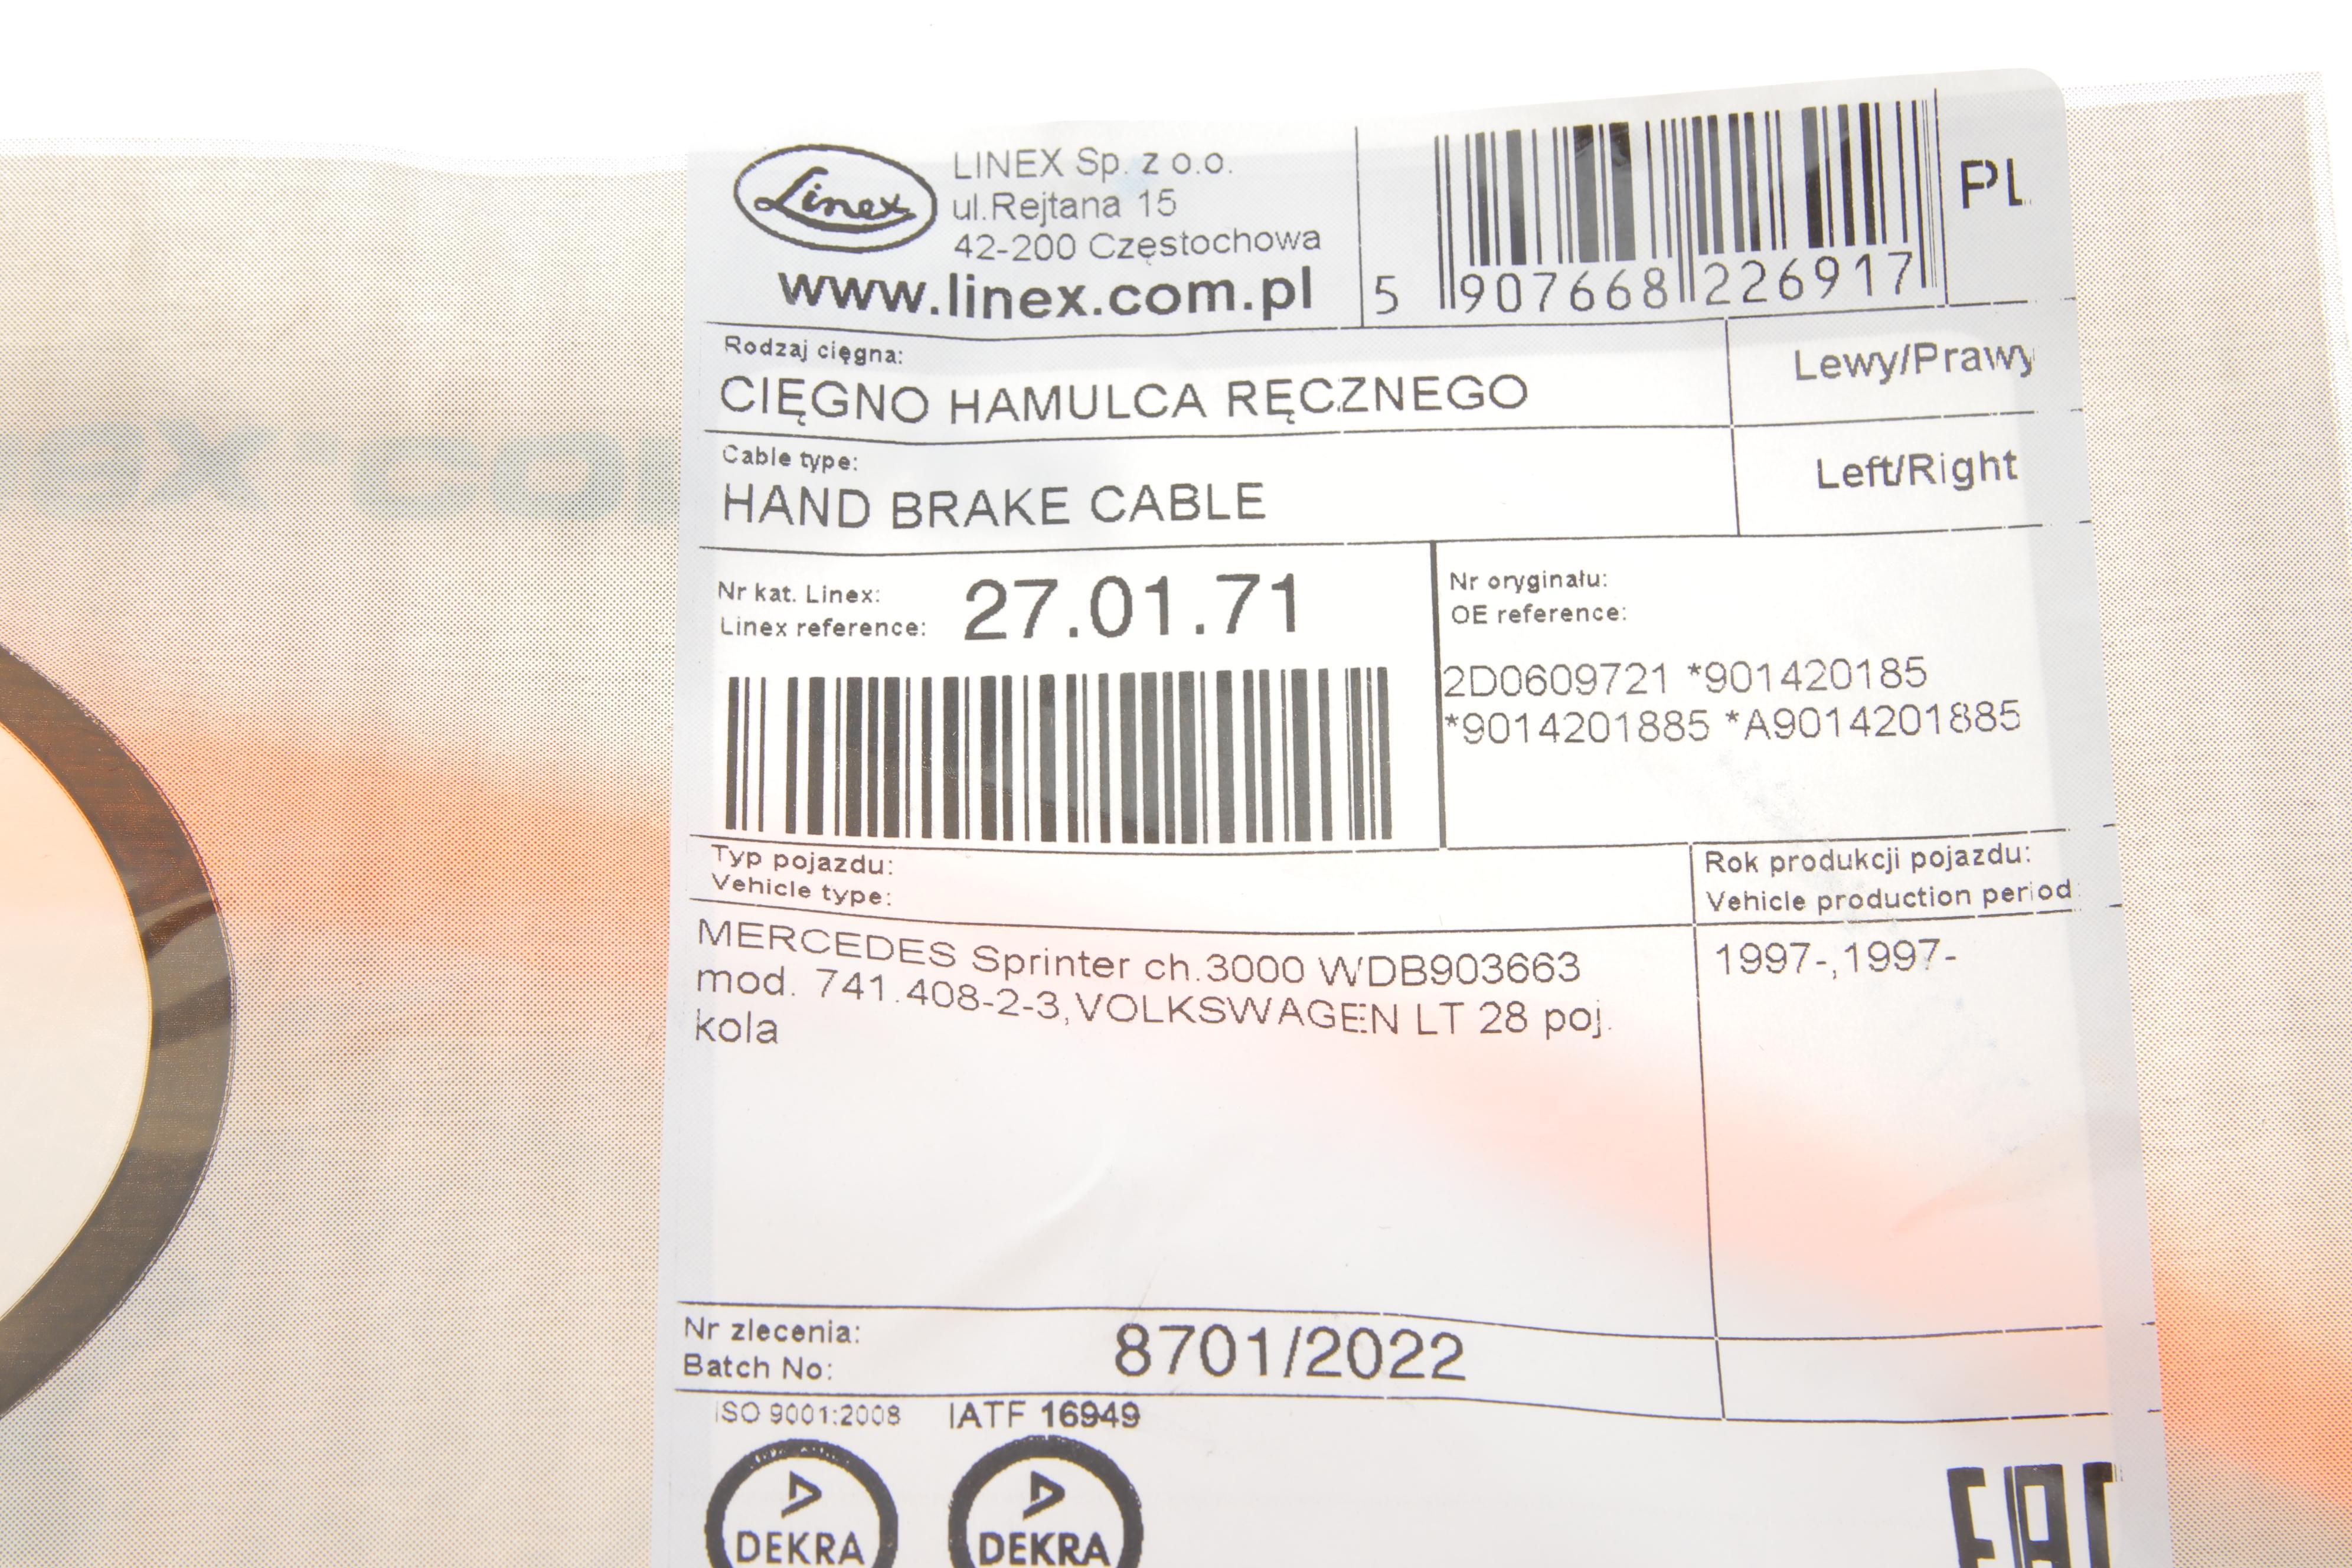 Linex
LINEX Sp. z o.o.
ul.Rejtana 15
42-200 Częstochowa
www.linex.com.pl
5 907668 226917
PL
Rodzaj cięgna:
CIĘGNO HAMULCA RĘCZNEGO
Lewy/Prawy
Cable type:
HAND BRAKE CABLE
Left/Right
Nr kat. Linex:
Linex reference:
27.01.71
Nr oryginału:
OE reference:
2D0609721 *901420185
*9014201885 *A9014201885
Typ pojazdu:
Vehicle type:
Rok produkcji pojazdu:
Vehicle production period:
MERCEDES Sprinter ch.3000 WDB903663
mod. 741.408-2-3,VOLKSWAGEN LT 28 poj.
kola
1997-,1997-
Nr zlecenia:
Batch No:
8701/2022
ISO 9001:2008
IATF 16949
DEKRA
DEKRA
EAC